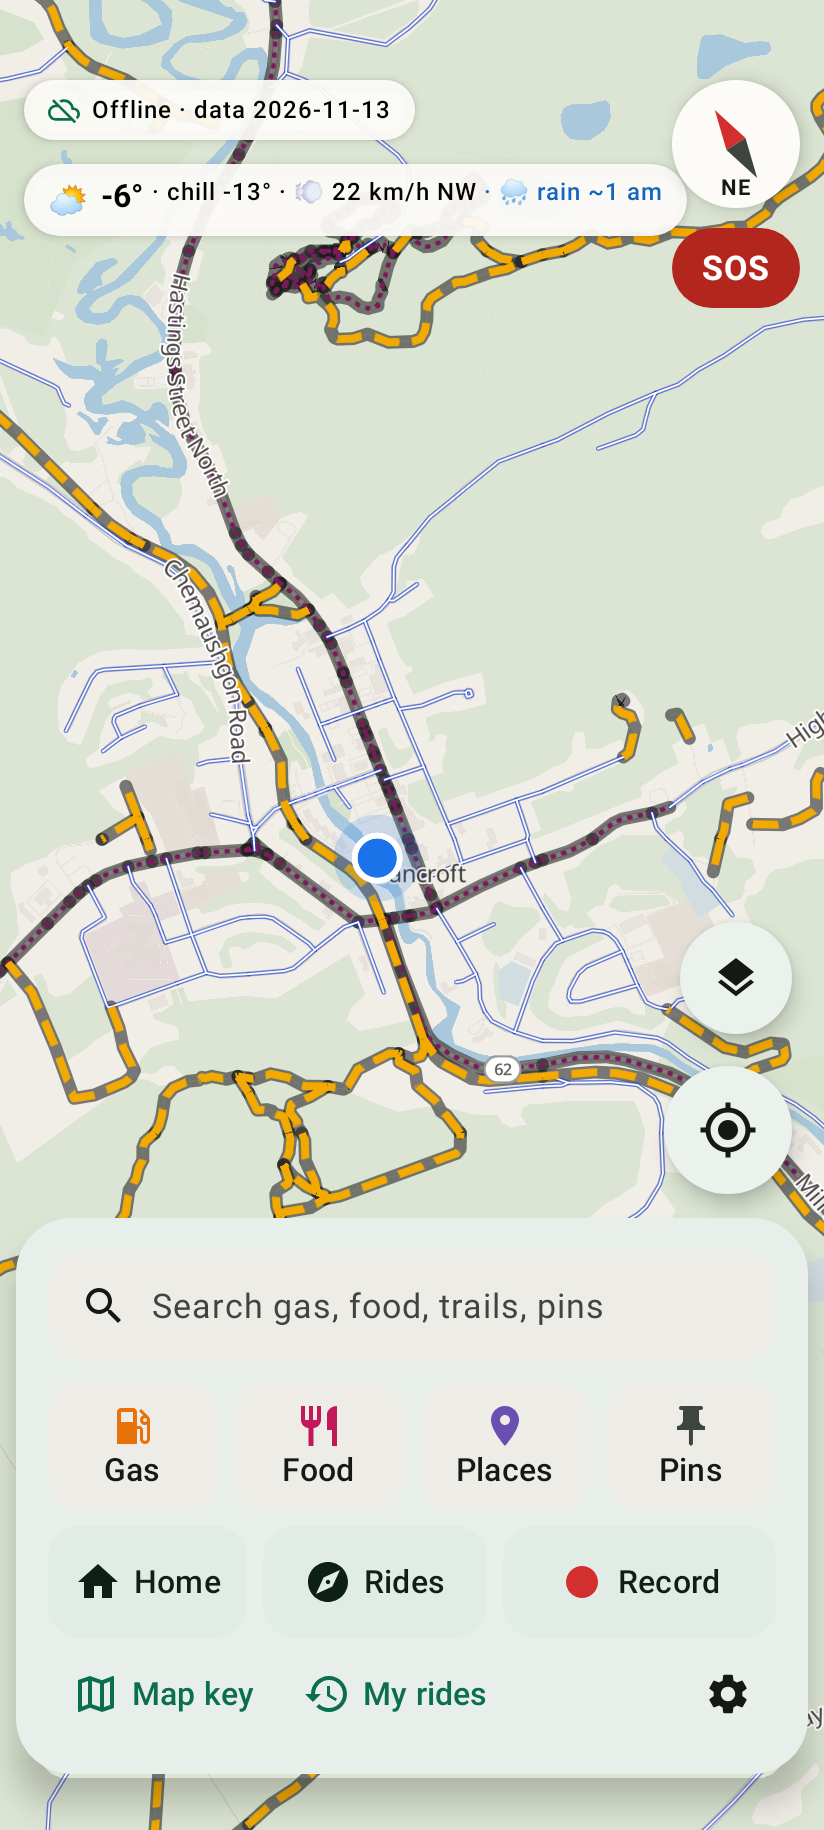 Offline · data 2026-11-13
-6° · chill -13° · 22 km/h NW · rain ~1 am
NE
SOS
Hastings Street North
Chemaushgon Road
High
ancroft
62
Search gas, food, trails, pins
Gas
Food
Places
Pins
Home
Rides
Record
Map key
My rides